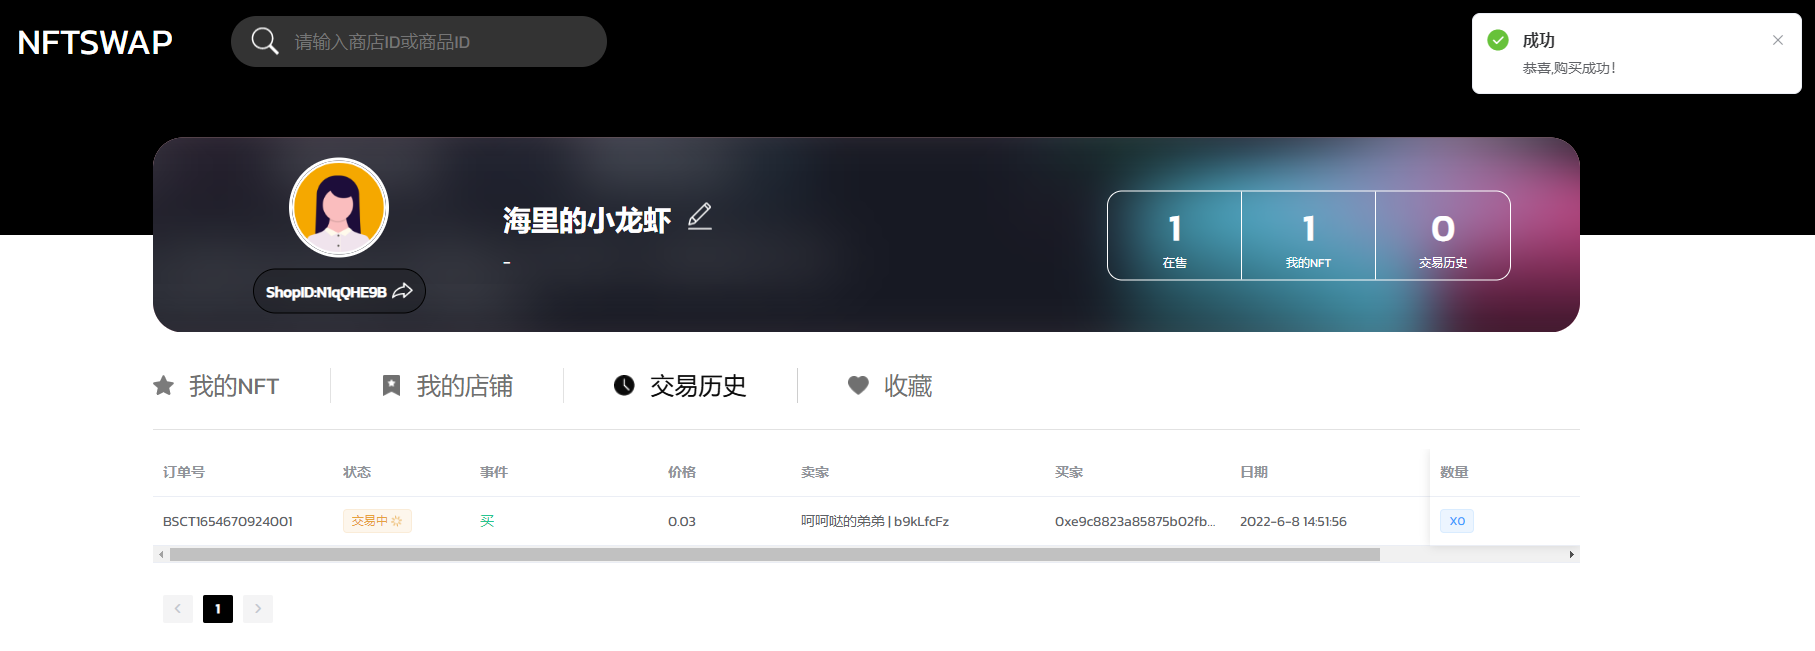 NFTSWAP
请输入商店ID或商品ID
成功
恭喜,购买成功!
海里的小龙虾
-
ShopID:N1qQHE9B
1
在售
1
我的NFT
0
交易历史
我的NFT
我的店铺
交易历史
收藏
订单号 状态 事件 价格 卖家 买家 日期 数量
BSCT1654670924001 交易中 买 0.03 呵呵哒的弟弟 | b9kLfcFz 0xe9c8823a85875b02fb... 2022-6-8 14:51:56 X0
1